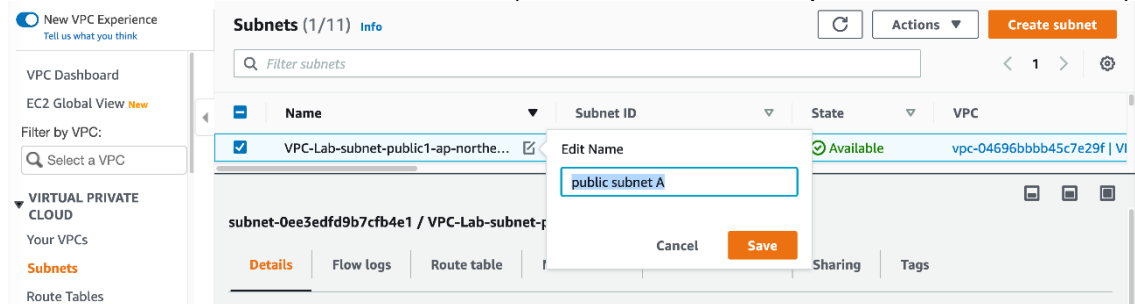 New VPC Experience
Tell us what you think
VPC Dashboard
EC2 Global View New
Filter by VPC:
Select a VPC
VIRTUAL PRIVATE
CLOUD
Your VPCs
Subnets
Route Tables
Subnets (1/11) Info
Actions
Create subnet
Filter subnets
1
Name
Subnet ID
State
VPC
VPC-Lab-subnet-public1-ap-northe...
Available
vpc-04696bbbb45c7e29f |
Edit Name
public subnet A
Cancel
Save
subnet-0ee3edfd9b7cfb4e1 / VPC-Lab-subnet-p
Details
Flow logs
Route table
Sharing
Tags